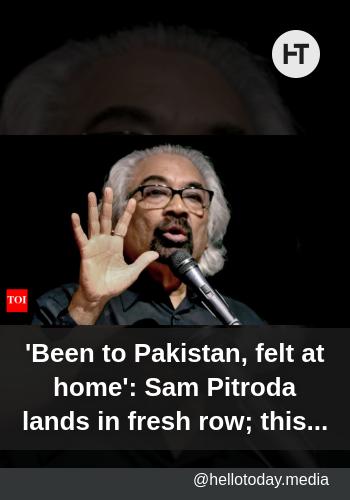 HT
TOI
'Been to Pakistan, felt at
home': Sam Pitroda
lands in fresh row; this...
@hellotoday.media